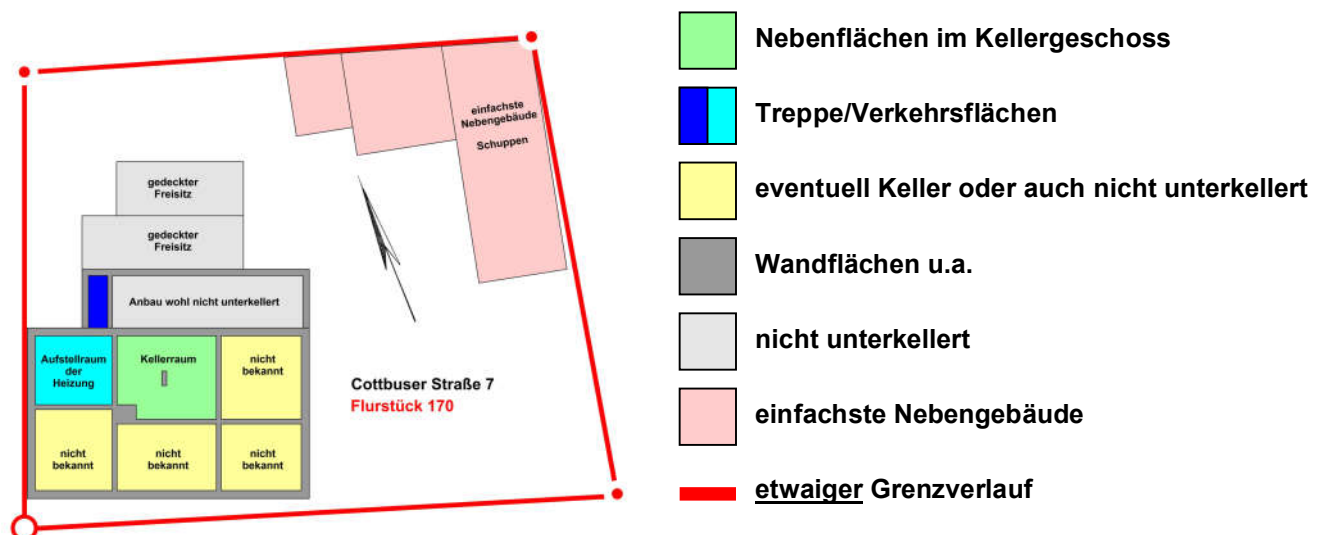 einfachste
Nebengebäude
Schuppen
gedeckter
Freisitz
gedeckter
Freisitz
Anbau wohl nicht unterkellert
Aufstellraum
der
Heizung
Kellerraum
nicht
bekannt
nicht
bekannt
nicht
bekannt
nicht
bekannt
Cottbuser Straße 7
Flurstück 170
Nebenflächen im Kellergeschoss
Treppe/Verkehrsflächen
eventuell Keller oder auch nicht unterkellert
Wandflächen u.a.
nicht unterkellert
einfachste Nebengebäude
etwaiger Grenzverlauf